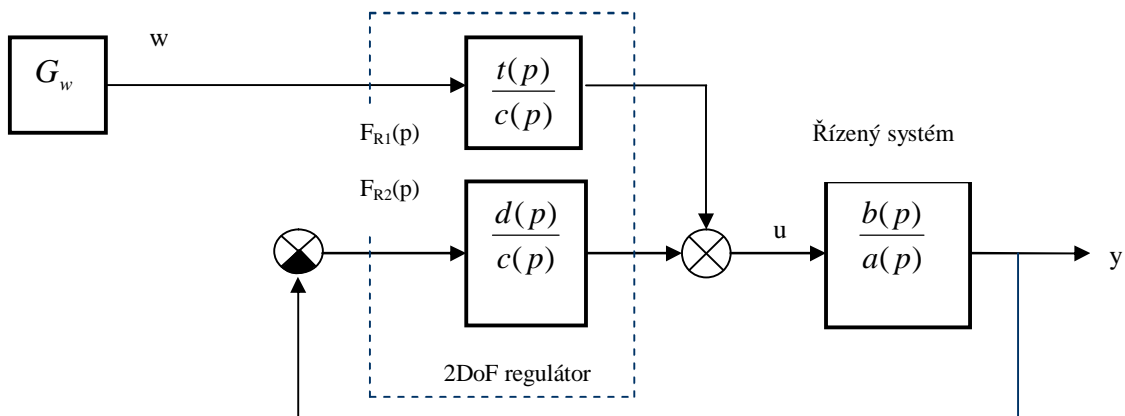 w
G_w
t(p)
c(p)
F_R1(p)
Řízený systém
F_R2(p)
d(p)
c(p)
u
b(p)
a(p)
y
2DoF regulátor